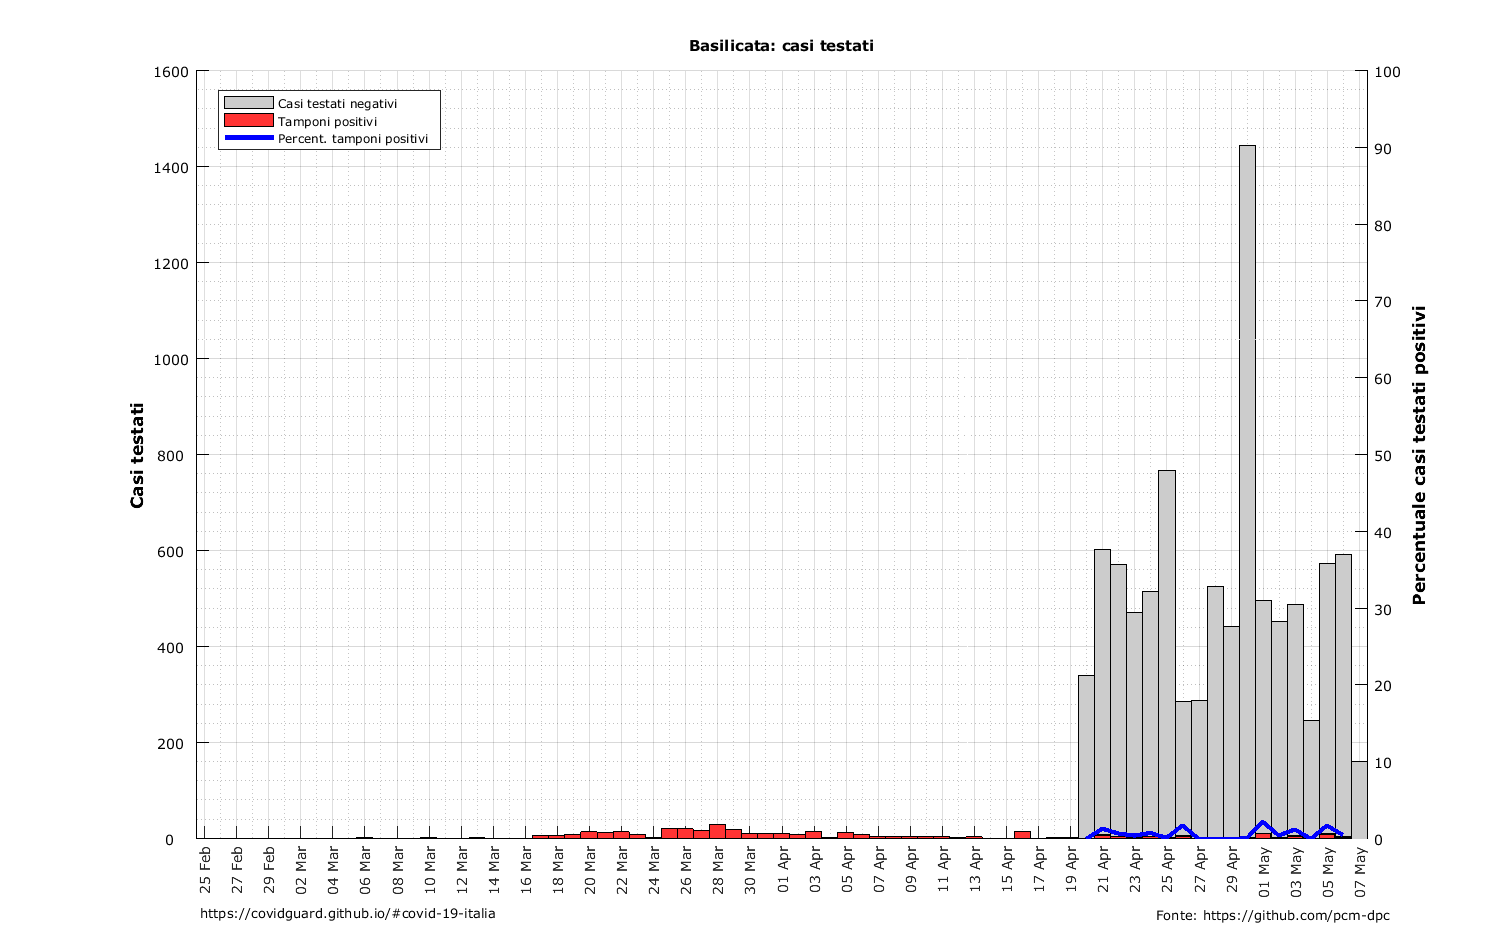 Basilicata: casi testati
Casi testati negativi
Tamponi positivi
Percent. tamponi positivi
Casi testati
1600
1400
1200
1000
800
600
400
200
0
100
90
80
70
60
50
40
30
20
10
0
Percentuale casi testati positivi
25 Feb
27 Feb
29 Feb
02 Mar
04 Mar
06 Mar
08 Mar
10 Mar
12 Mar
14 Mar
16 Mar
18 Mar
20 Mar
22 Mar
24 Mar
26 Mar
28 Mar
30 Mar
01 Apr
03 Apr
05 Apr
07 Apr
09 Apr
11 Apr
13 Apr
15 Apr
17 Apr
19 Apr
21 Apr
23 Apr
25 Apr
27 Apr
29 Apr
01 May
03 May
05 May
07 May
https://covidguard.github.io/#covid-19-italia
Fonte: https://github.com/pcm-dpc